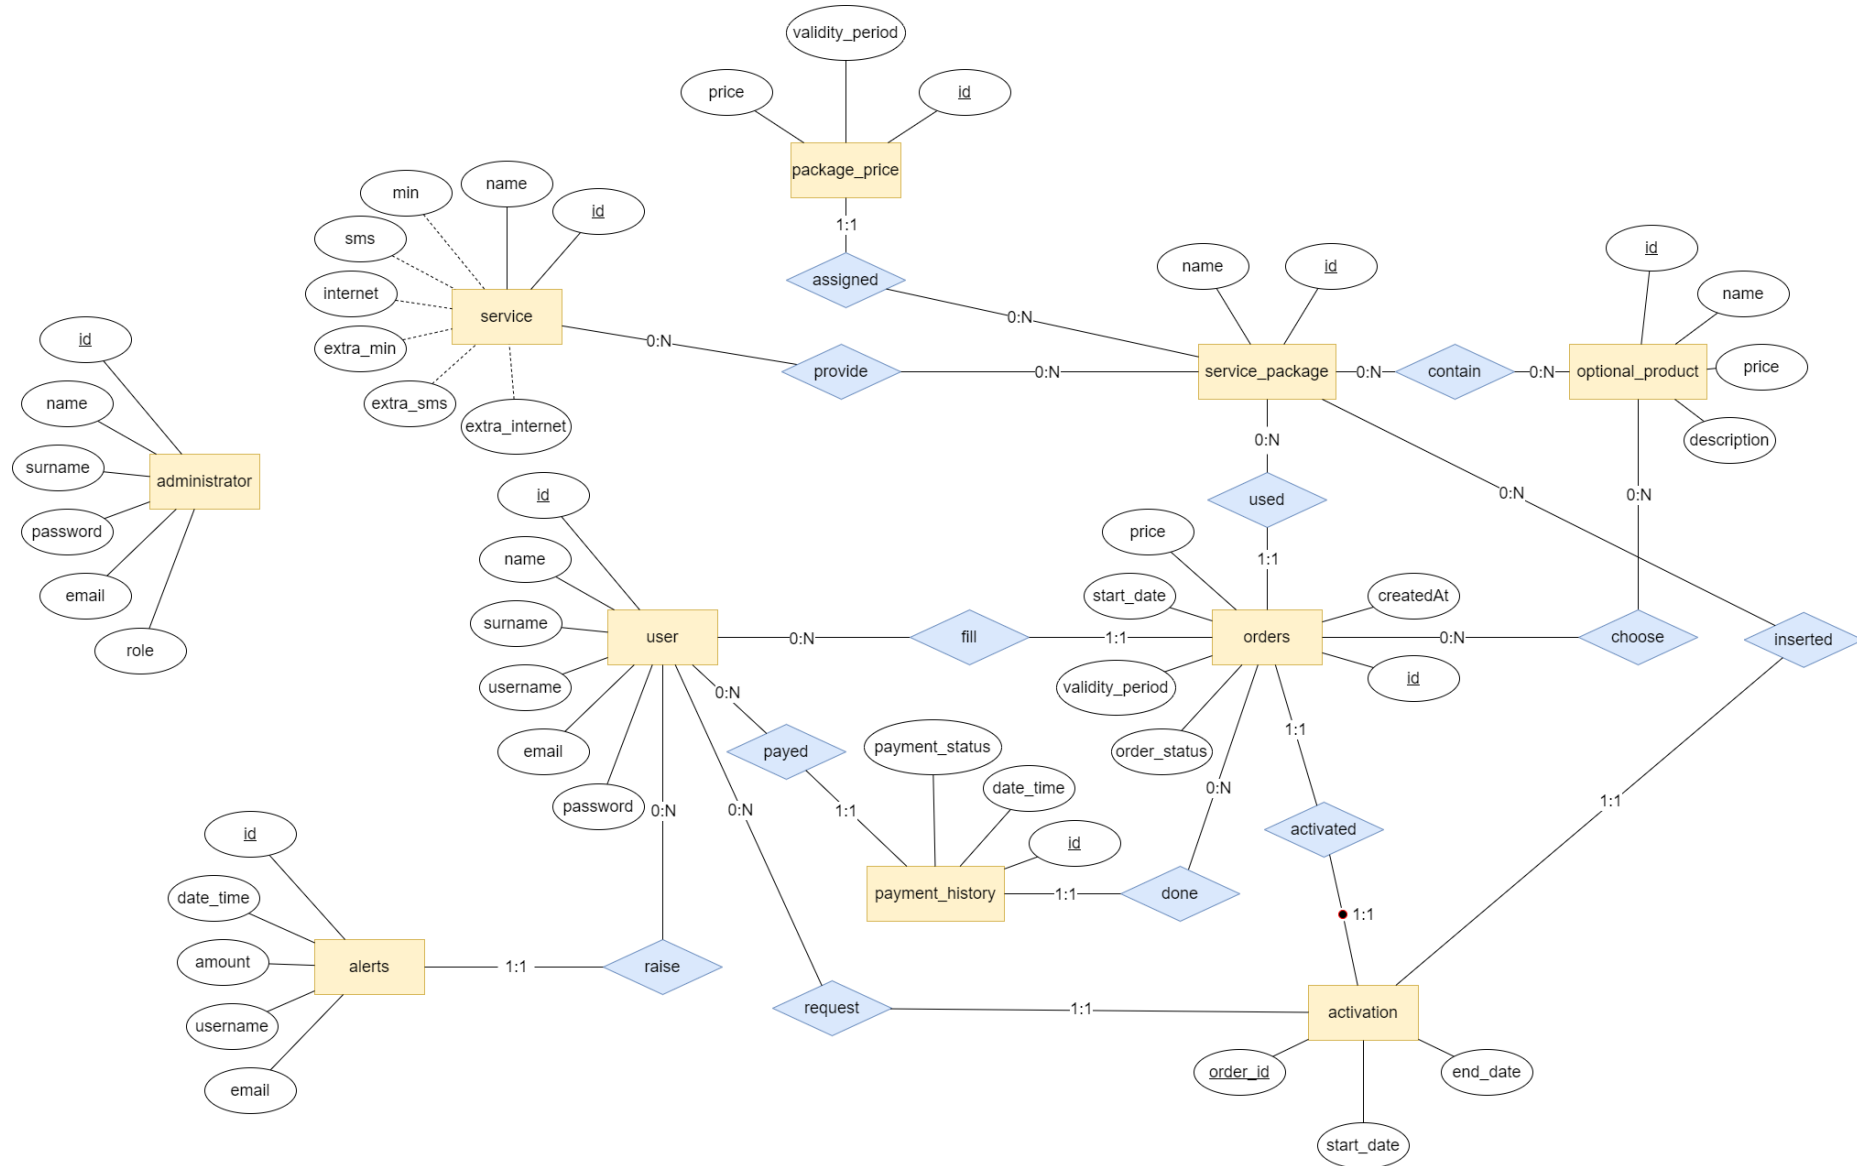 validity_period
price
id
package_price
1:1
assigned
0:N
min
name
id
sms
internet
extra_min
extra_sms
extra_internet
service
0:N
provide
0:N
name
id
service_package
0:N
contain
0:N
id
name
price
description
optional_product
id
name
surname
password
email
role
administrator
0:N
used
1:1
0:N
0:N
id
name
surname
username
email
password
user
0:N
fill
1:1
price
start_date
createdAt
validity_period
order_status
id
orders
0:N
choose
inserted
0:N
payed
1:1
payment_status
date_time
id
payment_history
1:1
done
0:N
1:1
activated
1:1
1:1
0:N
0:N
id
date_time
amount
username
email
alerts
1:1
raise
request
1:1
activation
order_id
start_date
end_date